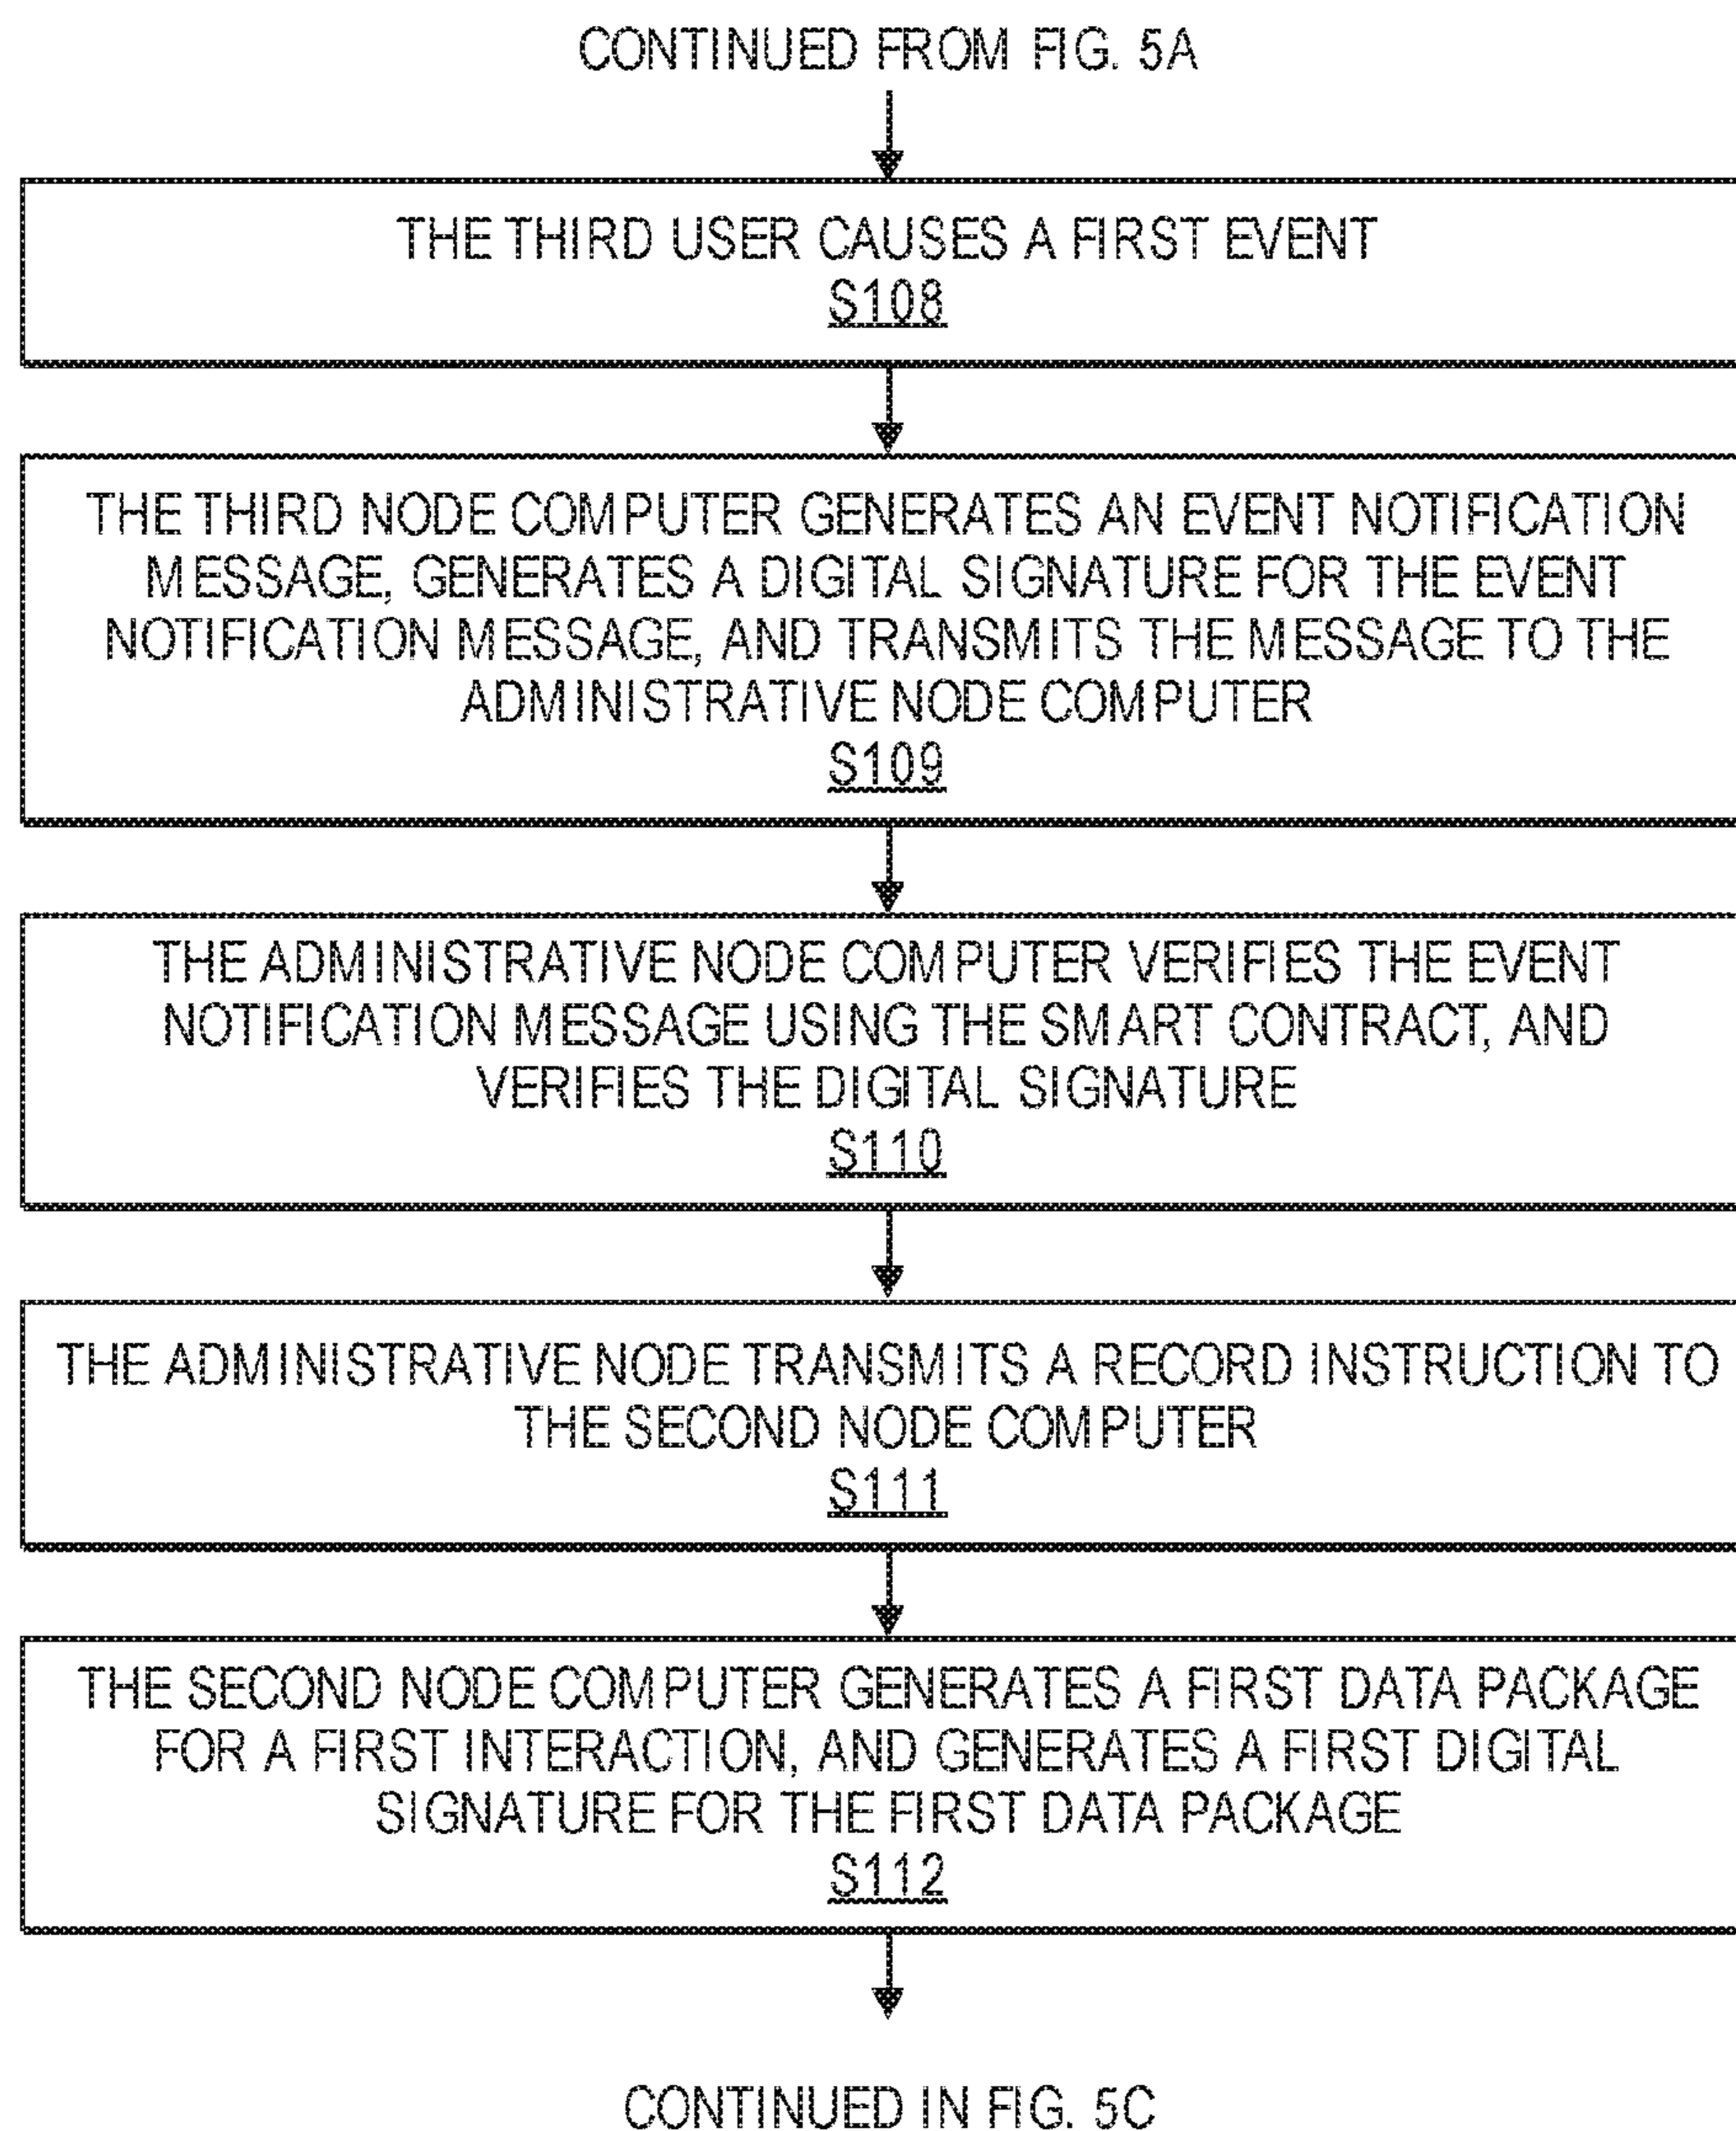 CONTINUED FROM FIG. 5A
THE THIRD USER CAUSES A FIRST EVENT
S108
THE THIRD NODE COMPUTER GENERATES AN EVENT NOTIFICATION
MESSAGE, GENERATES A DIGITAL SIGNATURE FOR THE EVENT
NOTIFICATION MESSAGE, AND TRANSMITS THE MESSAGE TO THE
ADMINISTRATIVE NODE COMPUTER
S109
THE ADMINISTRATIVE NODE COMPUTER VERIFIES THE EVENT
NOTIFICATION MESSAGE USING THE SMART CONTRACT, AND
VERIFIES THE DIGITAL SIGNATURE
S110
THE ADMINISTRATIVE NODE TRANSMITS A RECORD INSTRUCTION TO
THE SECOND NODE COMPUTER
S111
THE SECOND NODE COMPUTER GENERATES A FIRST DATA PACKAGE
FOR A FIRST INTERACTION, AND GENERATES A FIRST DIGITAL
SIGNATURE FOR THE FIRST DATA PACKAGE
S112
CONTINUED IN FIG. 5C